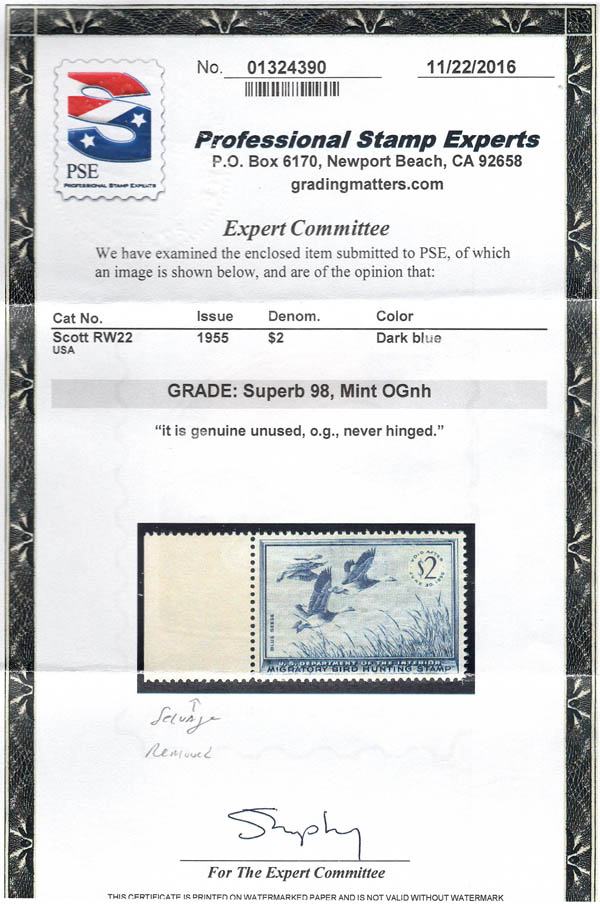 No. 01324390 11/22/2016
PSE
PROFESSIONAL STAMP EXPERTS
Professional Stamp Experts
P.O. Box 6170, Newport Beach, CA 92658
gradingmatters.com
Expert Committee
We have examined the enclosed item submitted to PSE, of which
an image is shown below, and are of the opinion that:
Cat No. Issue Denom. Color
Scott RW22 1955 $2 Dark blue
USA
GRADE: Superb 98, Mint OGnh
“it is genuine unused, o.g., never hinged.”
VOID AFTER
$2
BLUE GEESE
U.S. DEPARTMENT OF THE INTERIOR
MIGRATORY BIRD HUNTING STAMP
Selvage
Removed
For The Expert Committee
THIS CERTIFICATE IS PRINTED ON WATERMARKED PAPER AND IS NOT VALID WITHOUT WATERMARK